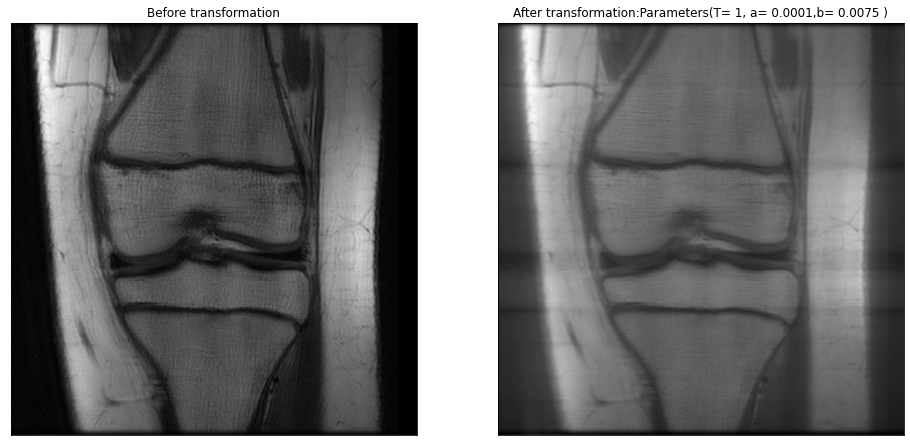 Before transformation
After transformation:Parameters(T= 1, a= 0.0001,b= 0.0075 )